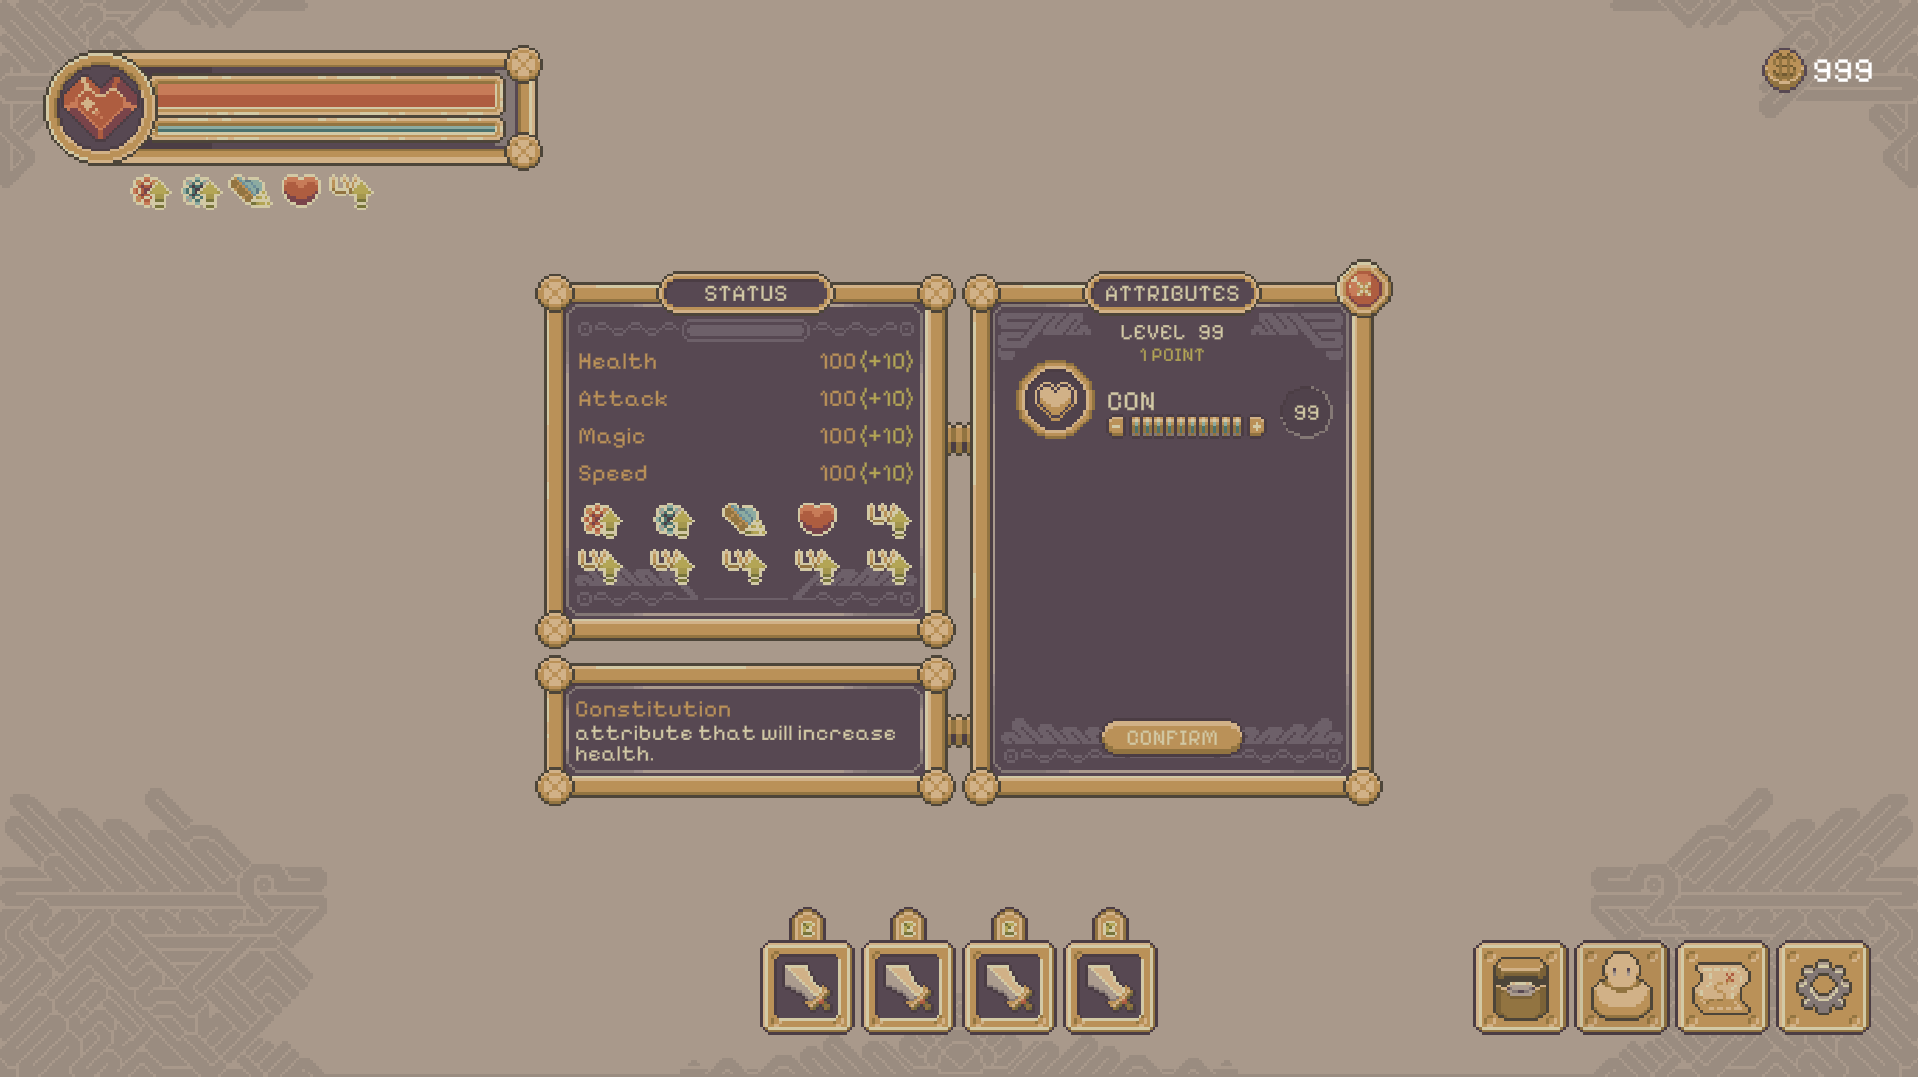 999
STATUS
Health 100 (+10)
Attack 100 (+10)
Magic 100 (+10)
Speed 100 (+10)
Constitution
attribute that will increase
health.
ATTRIBUTES
LEVEL 99
1 POINT
CON
99
CONFIRM